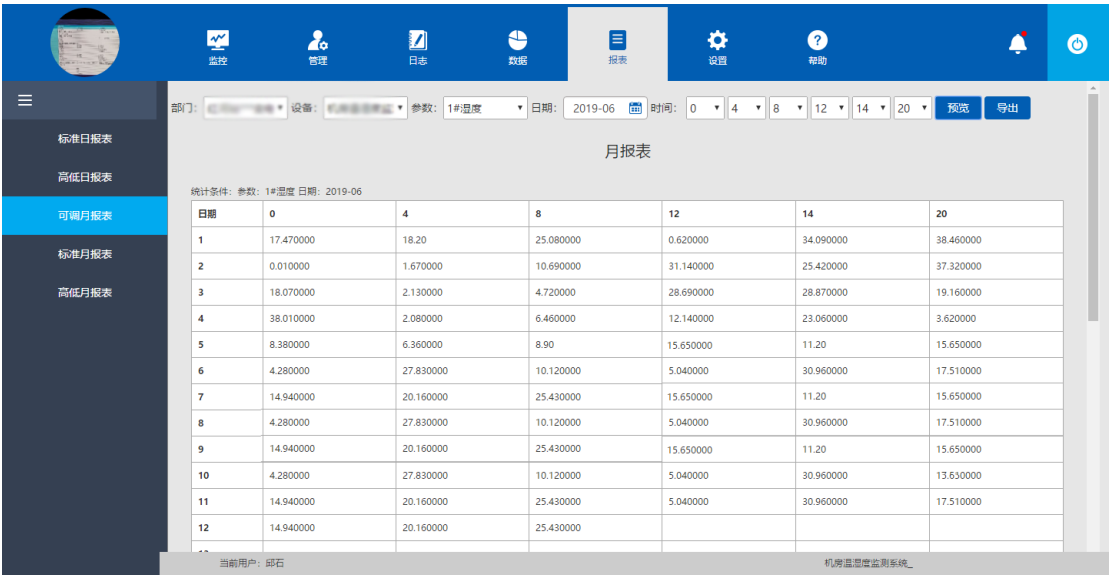 监控 管理 日志 数据 报表 设置 帮助
部门: 设备: 参数: 1#湿度 日期: 2019-06 时间: 0 4 8 12 14 20 预览 导出
标准日报表
高低日报表
可调月报表
标准月报表
高低月报表
月报表
统计条件: 参数: 1#湿度 日期: 2019-06
日期 0 4 8 12 14 20
1 17.470000 18.20 25.080000 0.620000 34.090000 38.460000
2 0.010000 1.670000 10.690000 31.140000 25.420000 37.320000
3 18.070000 2.130000 4.720000 28.690000 28.870000 19.160000
4 38.010000 2.080000 6.460000 12.140000 23.060000 3.620000
5 8.380000 6.360000 8.90 15.650000 11.20 15.650000
6 4.280000 27.830000 10.120000 5.040000 30.960000 17.510000
7 14.940000 20.160000 25.430000 15.650000 11.20 15.650000
8 4.280000 27.830000 10.120000 5.040000 30.960000 17.510000
9 14.940000 20.160000 25.430000 15.650000 11.20 15.650000
10 4.280000 27.830000 10.120000 5.040000 30.960000 15.650000
11 14.940000 20.160000 25.430000 5.040000 30.960000 17.510000
12 14.940000 20.160000 25.430000
当前用户: 邱石 机房温湿度监测系统_